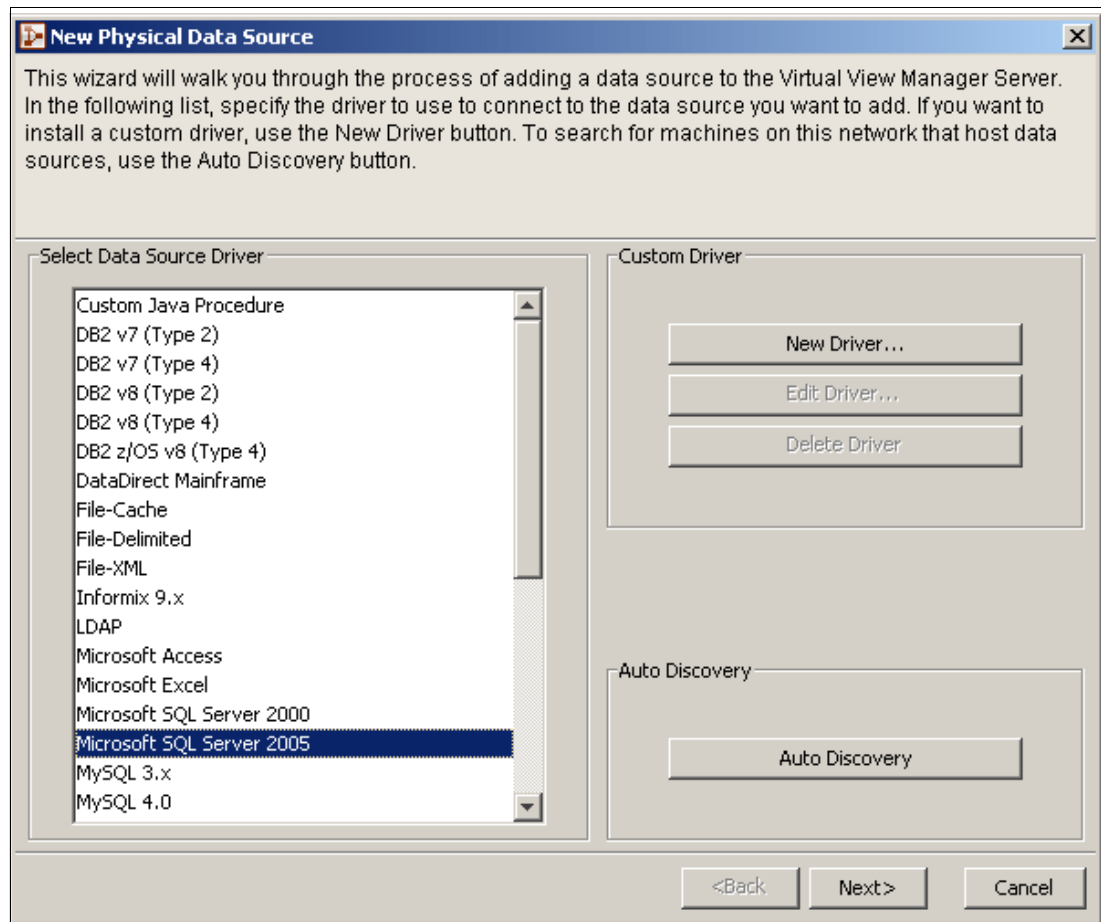 New Physical Data Source
This wizard will walk you through the process of adding a data source to the Virtual View Manager Server.
In the following list, specify the driver to use to connect to the data source you want to add. If you want to
install a custom driver, use the New Driver button. To search for machines on this network that host data
sources, use the Auto Discovery button.
Select Data Source Driver
Custom Java Procedure
DB2 v7 (Type 2)
DB2 v7 (Type 4)
DB2 v8 (Type 2)
DB2 v8 (Type 4)
DB2 z/OS v8 (Type 4)
DataDirect Mainframe
File-Cache
File-Delimited
File-XML
Informix 9.x
LDAP
Microsoft Access
Microsoft Excel
Microsoft SQL Server 2000
Microsoft SQL Server 2005
MySQL 3.x
MySQL 4.0
Custom Driver
New Driver...
Edit Driver...
Delete Driver
Auto Discovery
Auto Discovery
<Back
Next>
Cancel